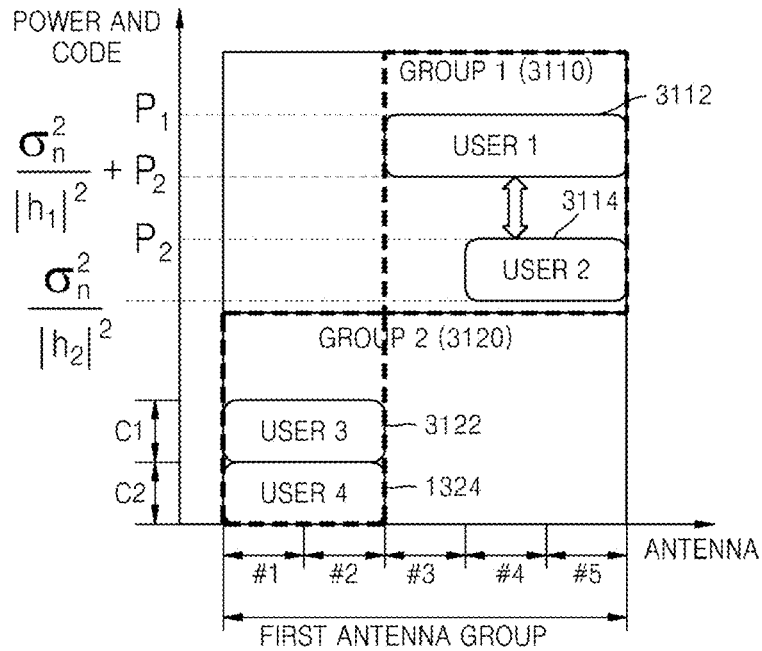 POWER AND
CODE
GROUP 1 (3110)
P₁
3112
USER 1
σₙ²/|h₁|² + P₂
3114
P₂
USER 2
σₙ²/|h₂|²
GROUP 2 (3120)
C1
USER 3
3122
C2
USER 4
1324
ANTENNA
#1 #2 #3 #4 #5
FIRST ANTENNA GROUP